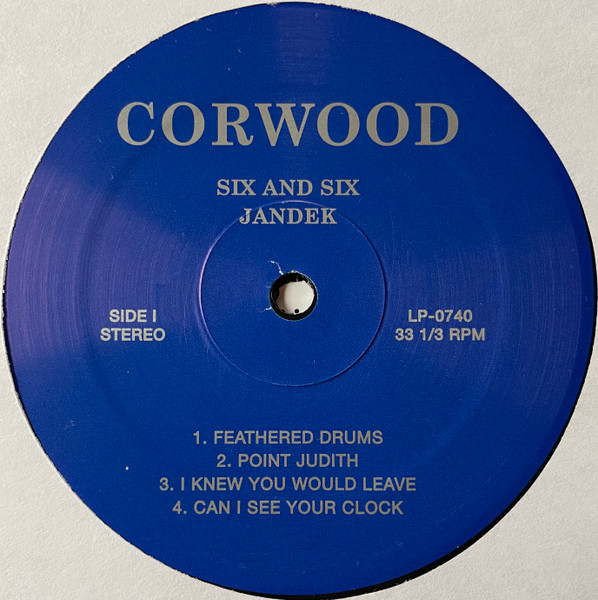 CORWOOD
SIX AND SIX
JANDEK
SIDE I
STEREO
LP-0740
33 1/3 RPM
1. FEATHERED DRUMS
2. POINT JUDITH
3. I KNEW YOU WOULD LEAVE
4. CAN I SEE YOUR CLOCK